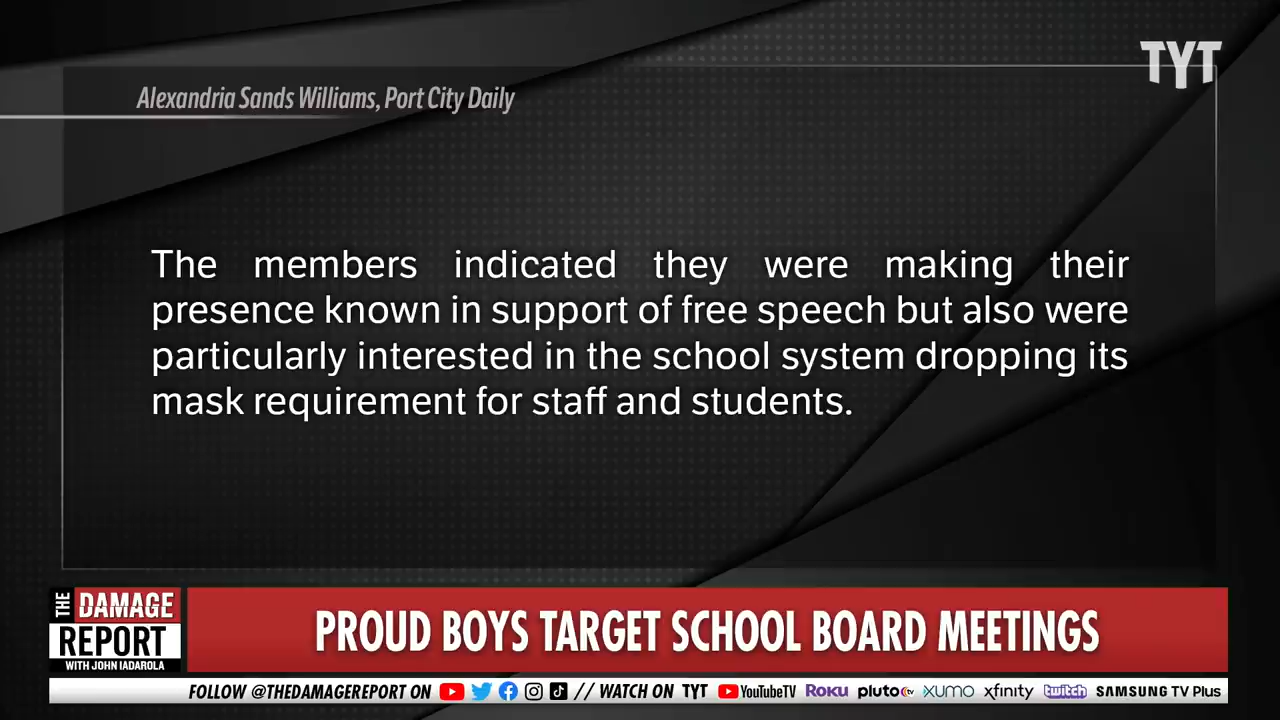 TYT
Alexandria Sands Williams, Port City Daily
The members indicated they were making their
presence known in support of free speech but also were
particularly interested in the school system dropping its
mask requirement for staff and students.
THE DAMAGE
REPORT
WITH JOHN IADAROLA
PROUD BOYS TARGET SCHOOL BOARD MEETINGS
FOLLOW @THEDAMAGEREPORT ON // WATCH ON TYT YouTubeTV ROKU pluto tv XUMO xfinity twitch SAMSUNG TV Plus